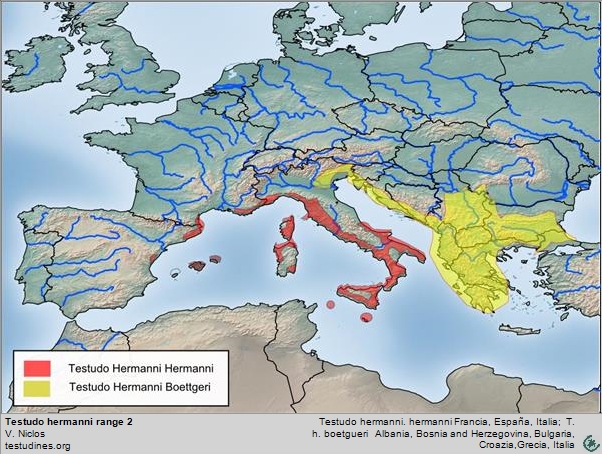 Testudo Hermanni Hermanni
Testudo Hermanni Boettgeri
Testudo hermanni range 2
V. Niclos
testudines.org
Testudo hermanni. hermanni Francia, España, Italia; T.
h. boetgueri Albania, Bosnia and Herzegovina, Bulgaria,
Croazia,Grecia, Italia